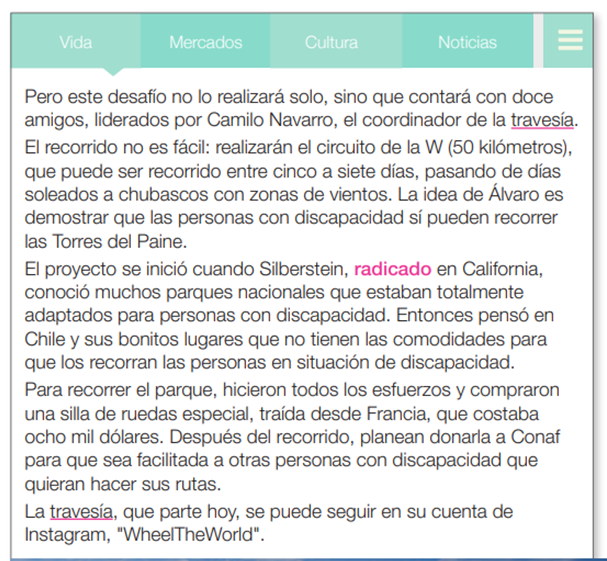 Vida Mercados Cultura Noticias
Pero este desafío no lo realizará solo, sino que contará con doce
amigos, liderados por Camilo Navarro, el coordinador de la travesía.
El recorrido no es fácil: realizarán el circuito de la W (50 kilómetros),
que puede ser recorrido entre cinco a siete días, pasando de días
soleados a chubascos con zonas de vientos. La idea de Álvaro es
demostrar que las personas con discapacidad sí pueden recorrer
las Torres del Paine.
El proyecto se inició cuando Silberstein, radicado en California,
conoció muchos parques nacionales que estaban totalmente
adaptados para personas con discapacidad. Entonces pensó en
Chile y sus bonitos lugares que no tienen las comodidades para
que los recorran las personas en situación de discapacidad.
Para recorrer el parque, hicieron todos los esfuerzos y compraron
una silla de ruedas especial, traída desde Francia, que costaba
ocho mil dólares. Después del recorrido, planean donarla a Conaf
para que sea facilitada a otras personas con discapacidad que
quieran hacer sus rutas.
La travesía, que parte hoy, se puede seguir en su cuenta de
Instagram, "WheelTheWorld".